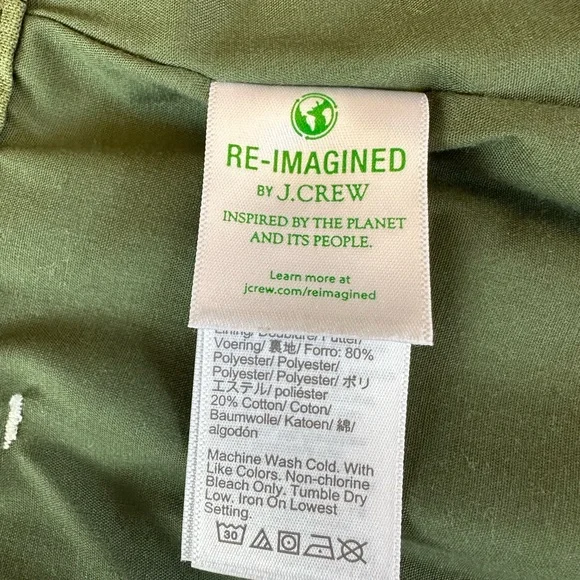 RE-IMAGINED
BY J.CREW
INSPIRED BY THE PLANET
AND ITS PEOPLE.
Learn more at
jcrew.com/reimagined
Lining/ Doublure/ Futter/
Voering/ 裏地/ Forro: 80%
Polyester/ Polyester/
Polyester/ Polyester/ ポリ
エステル/ poliéster
20% Cotton/ Coton/
Baumwolle/ Katoen/ 綿/
algodón
Machine Wash Cold. With
Like Colors. Non-chlorine
Bleach Only. Tumble Dry
Low. Iron On Lowest
Setting.
30